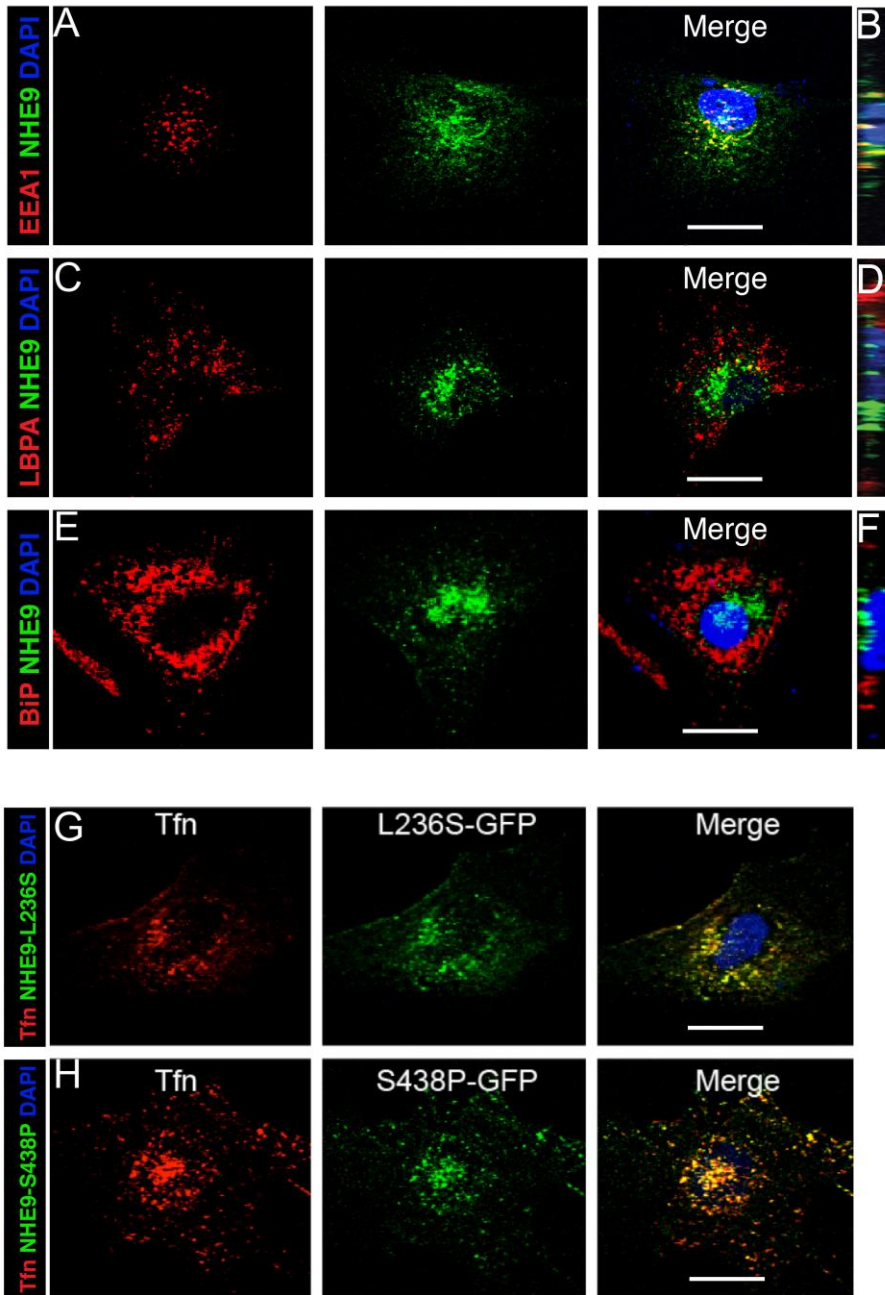 EEA1 NHE9 DAPI
A
Merge
B
LBPA NHE9 DAPI
C
Merge
D
BiP NHE9 DAPI
E
Merge
F
Tfn NHE9-L236S DAPI
G
Tfn
L236S-GFP
Merge
Tfn NHE9-S438P DAPI
H
Tfn
S438P-GFP
Merge